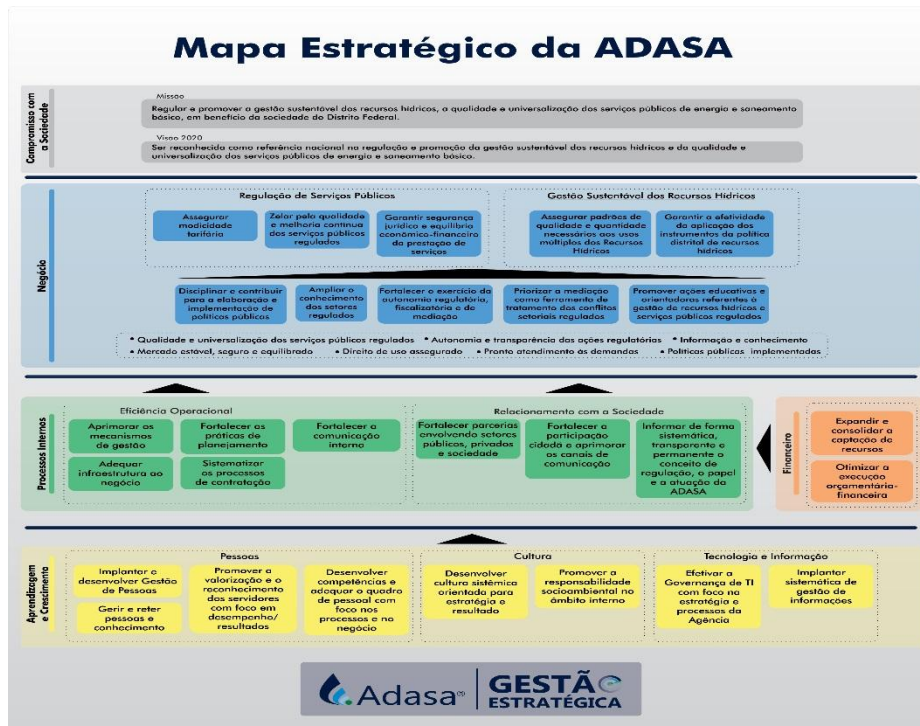 Mapa Estratégico da ADASA
Compromisso com
a Sociedade
Missão
Regular e promover a gestão sustentável dos recursos hídricos, a qualidade e universalização dos serviços públicos de energia e saneamento
básico, em benefício da sociedade do Distrito Federal.
Visão 2020
Ser reconhecida como referência nacional na regulação e promoção da gestão sustentável dos recursos hídricos e da qualidade e
universalização dos serviços públicos de energia e saneamento básico.
Negócio
Regulação de Serviços Públicos
Assegurar
modicidade
tarifária
Zelar pela qualidade
e melhoria contínua
dos serviços públicos
regulados
Garantir segurança
jurídica e equilíbrio
econômico-financeiro
da prestação de
serviços
Gestão Sustentável dos Recursos Hídricos
Assegurar padrões de
qualidade e quantidade
necessários aos usos
múltiplos dos Recursos
Hídricos
Garantir a efetividade
da aplicação dos
instrumentos da política
distrital de recursos
hídricos
Disciplinar e contribuir
para a elaboração e
implementação de
políticas públicas
Ampliar o
conhecimento
dos setores
regulados
Fortalecer o exercício da
autonomia regulatória,
fiscalizatória e de
mediação
Priorizar a mediação
como ferramenta de
tratamento dos conflitos
setoriais regulados
Promover ações educativas e
orientadoras referentes à
gestão de recursos hídricos e
serviços públicos regulados
• Qualidade e universalização dos serviços públicos regulados • Autonomia e transparência das ações regulatórias • Informação e conhecimento
• Mercado estável, seguro e equilibrado • Direito de uso assegurado • Pronto atendimento às demandas • Políticas públicas implementadas
Processos Internos
Eficiência Operacional
Aprimorar os
mecanismos
de gestão
Fortalecer as
práticas de
planejamento
Fortalecer a
comunicação
interna
Adequar
infraestrutura ao
negócio
Sistematizar
os processos
de contratação
Relacionamento com a Sociedade
Fortalecer parcerias
envolvendo setores
públicos, privados
e sociedade
Fortalecer a
participação
cidadã e aprimorar
os canais de
comunicação
Informar de forma
sistemática,
transparente e
permanente o
conceito de
regulação, o papel
e a atuação da
ADASA
Financeiro
Expandir e
consolidar a
captação de
recursos
Otimizar a
execução
orçamentária-
financeira
Aprendizagem
e Crescimento
Pessoas
Implantar e
desenvolver Gestão
de Pessoas
Gerir e reter
pessoas e
conhecimento
Promover a
valorização e o
reconhecimento
dos servidores
com foco em
desempenho/
resultados
Desenvolver
competências e
adequar o quadro
de pessoal com
foco nos
processos e no
negócio
Cultura
Desenvolver
cultura sistêmica
orientada para
estratégia e
resultado
Promover a
responsabilidade
socioambiental no
âmbito interno
Tecnologia e Informação
Efetivar a
Governança de TI
com foco na
estratégia e
processos da
Agência
Implantar
sistemática de
gestão de
informações
Adasa®
GESTÃO
ESTRATÉGICA